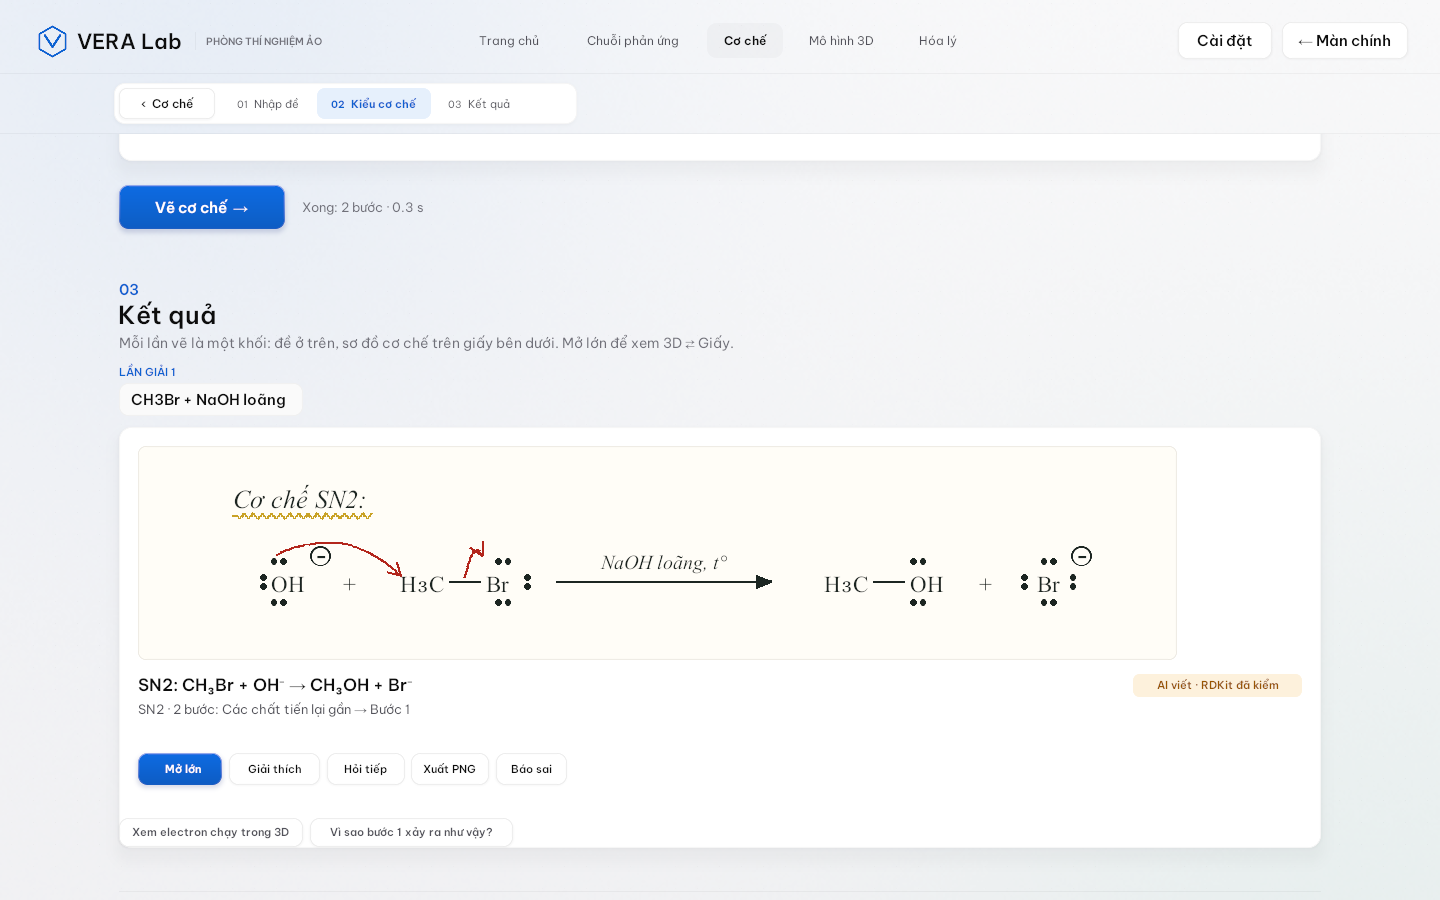 VERA Lab PHÒNG THÍ NGHIỆM ẢO Trang chủ Chuỗi phản ứng Cơ chế Mô hình 3D Hóa lý Cài đặt ← Màn chính
‹ Cơ chế 01 Nhập đề 02 Kiểu cơ chế 03 Kết quả
Vẽ cơ chế → Xong: 2 bước · 0.3 s
03
Kết quả
Mỗi lần vẽ là một khối: đề ở trên, sơ đồ cơ chế trên giấy bên dưới. Mở lớn để xem 3D ⇄ Giấy.
LẦN GIẢI 1
CH3Br + NaOH loãng
Cơ chế SN2:
NaOH loãng, t°
OH ⊖ + H₃C — Br H₃C — OH + Br ⊖
SN2: CH₃Br + OH⁻ → CH₃OH + Br⁻ AI viết · RDKit đã kiểm
SN2 · 2 bước: Các chất tiến lại gần → Bước 1
Mở lớn Giải thích Hỏi tiếp Xuất PNG Báo sai
Xem electron chạy trong 3D Vì sao bước 1 xảy ra như vậy?